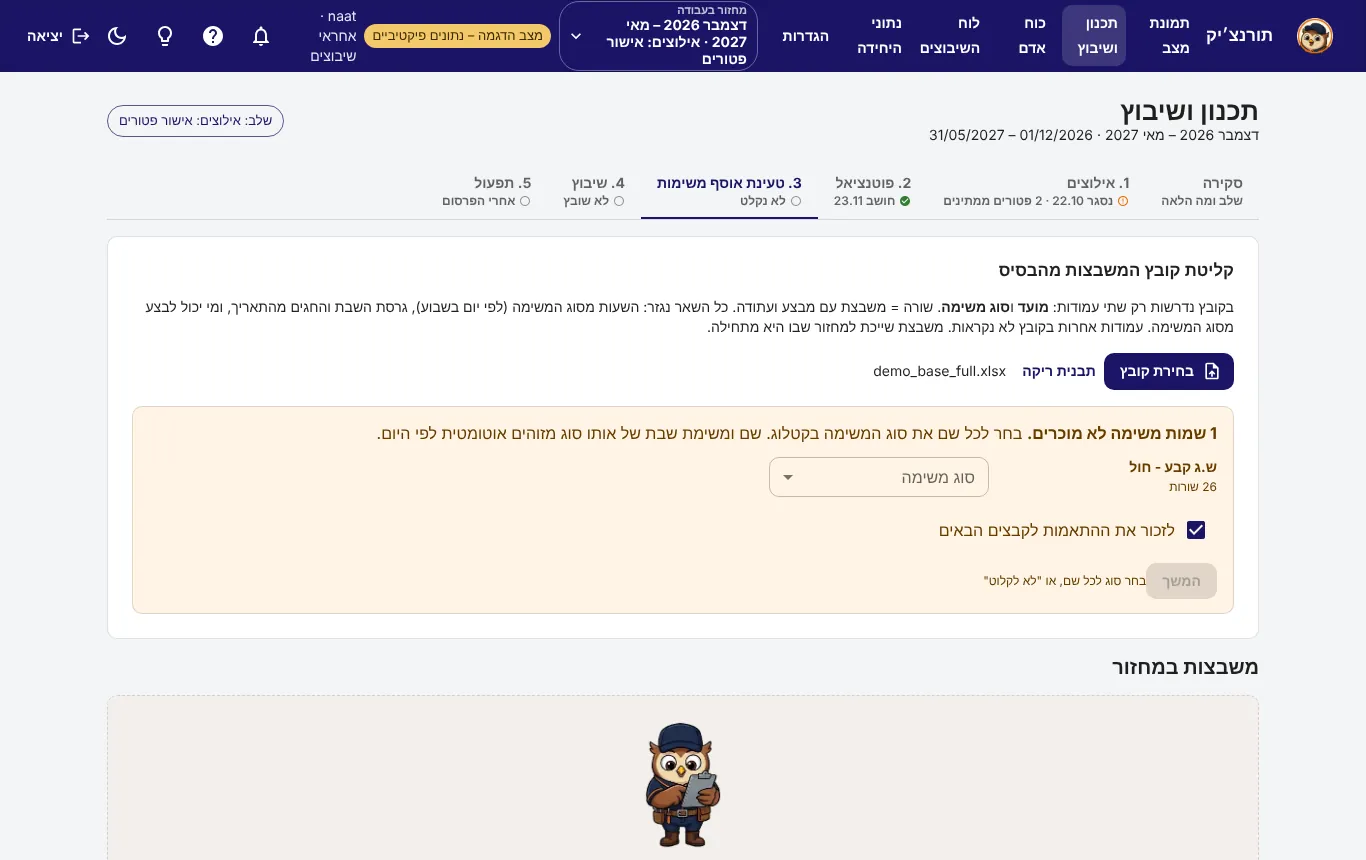 תורנצ׳יק
תמונת
מצב
תכנון
ושיבוץ
כוח
אדם
לוח
השיבוצים
נתוני
היחידה
הגדרות
מחזור בעבודה
דצמבר 2026 – מאי
2027 · אילוצים: אישור
פטורים
מצב הדגמה – נתונים פיקטיביים
naat ·
אחראי
שיבוצים
יציאה
תכנון ושיבוץ
דצמבר 2026 – מאי 2027 · 01/12/2026 – 31/05/2027
שלב: אילוצים: אישור פטורים
סקירה
שלב ומה הלאה
1. אילוצים
נסגר 22.10 · 2 פטורים ממתינים
2. פוטנציאל
חושב 23.11
3. טעינת אוסף משימות
לא נקלט
4. שיבוץ
לא שובץ
5. תפעול
אחרי הפרסום
קליטת קובץ המשבצות מהבסיס
בקובץ נדרשות רק שתי עמודות: מועד וסוג משימה. שורה = משבצת עם מבצע ועתודה. כל השאר נגזר: השעות מסוג המשימה (לפי יום בשבוע), גרסת השבת והחגים מהתאריך, ומי יכול לבצע
מסוג המשימה. עמודות אחרות בקובץ לא נקראות. משבצת שייכת למחזור שבו היא מתחילה.
בחירת קובץ
תבנית ריקה
demo_base_full.xlsx
1 שמות משימה לא מוכרים. בחר לכל שם את סוג המשימה בקטלוג. שם ומשימת שבת של אותו סוג מזוהים אוטומטית לפי היום.
ש.ג קבע - חול
26 שורות
סוג משימה
לזכור את ההתאמות לקבצים הבאים
המשך
בחר סוג לכל שם, או "לא לקלוט"
משבצות במחזור